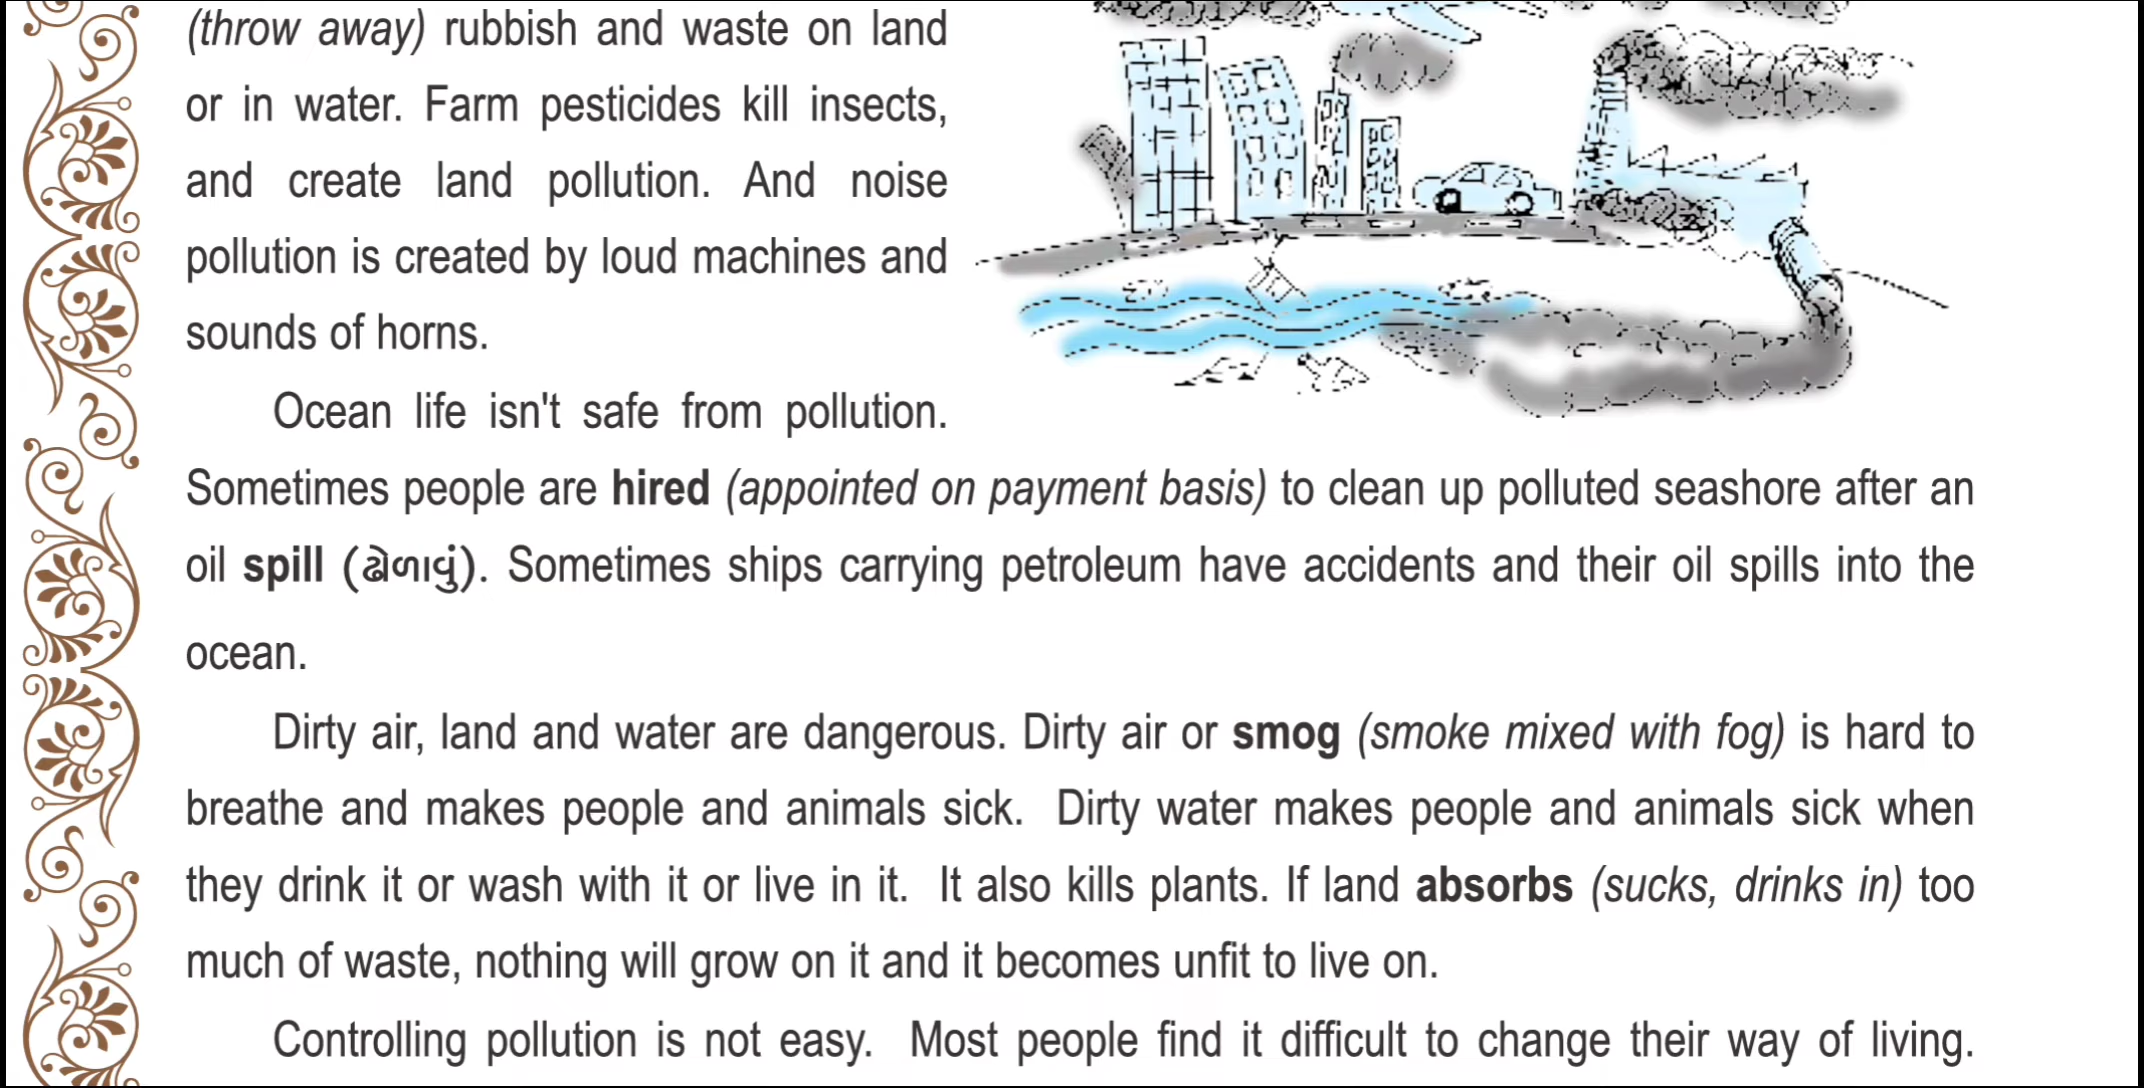 (throw away) rubbish and waste on land
or in water. Farm pesticides kill insects,
and create land pollution. And noise
pollution is created by loud machines and
sounds of horns.
Ocean life isn't safe from pollution.
Sometimes people are hired (appointed on payment basis) to clean up polluted seashore after an
oil spill (ઢોળાવું). Sometimes ships carrying petroleum have accidents and their oil spills into the
ocean.
Dirty air, land and water are dangerous. Dirty air or smog (smoke mixed with fog) is hard to
breathe and makes people and animals sick. Dirty water makes people and animals sick when
they drink it or wash with it or live in it. It also kills plants. If land absorbs (sucks, drinks in) too
much of waste, nothing will grow on it and it becomes unfit to live on.
Controlling pollution is not easy. Most people find it difficult to change their way of living.